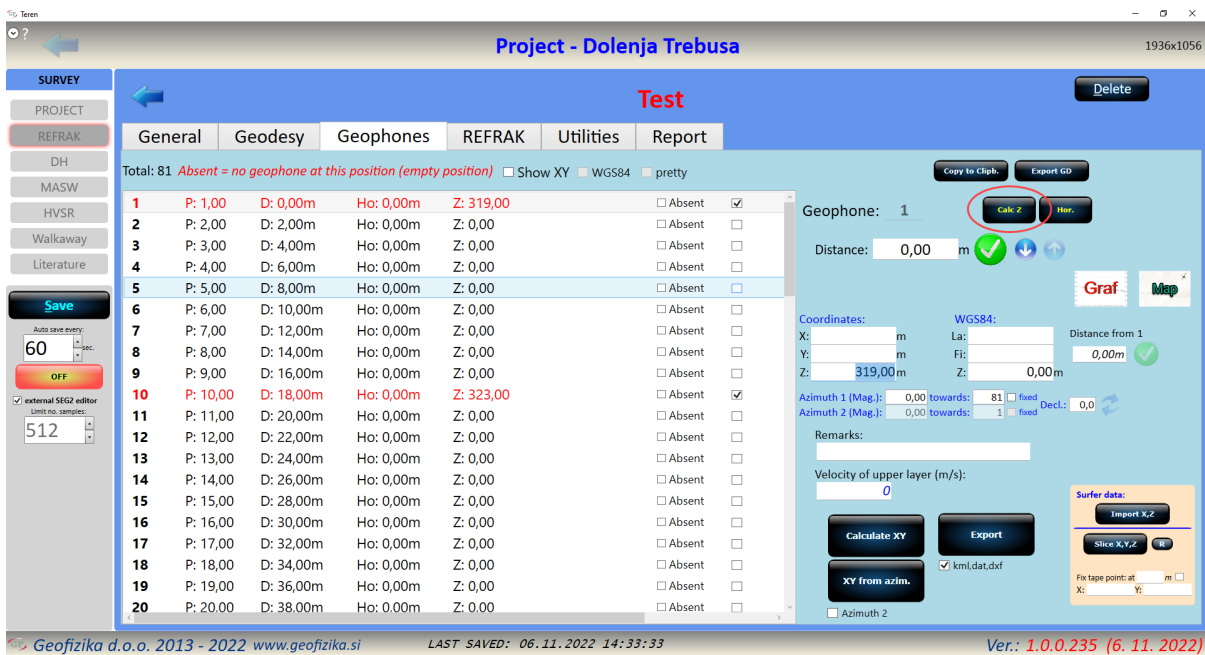 Teren
?
Project - Dolenja Trebusa
1936x1056
SURVEY
PROJECT
REFRAK
DH
MASW
HVSR
Walkaway
Literature
Save
Auto save every:
60 sec.
OFF
external SEG2 editor
Limit no. samples:
512
Test
Delete
General Geodesy Geophones REFRAK Utilities Report
Total: 81 Absent = no geophone at this position (empty position) Show XY WGS84 pretty
1 P: 1,00 D: 0,00m Ho: 0,00m Z: 319,00 Absent
2 P: 2,00 D: 2,00m Ho: 0,00m Z: 0,00 Absent
3 P: 3,00 D: 4,00m Ho: 0,00m Z: 0,00 Absent
4 P: 4,00 D: 6,00m Ho: 0,00m Z: 0,00 Absent
5 P: 5,00 D: 8,00m Ho: 0,00m Z: 0,00 Absent
6 P: 6,00 D: 10,00m Ho: 0,00m Z: 0,00 Absent
7 P: 7,00 D: 12,00m Ho: 0,00m Z: 0,00 Absent
8 P: 8,00 D: 14,00m Ho: 0,00m Z: 0,00 Absent
9 P: 9,00 D: 16,00m Ho: 0,00m Z: 0,00 Absent
10 P: 10,00 D: 18,00m Ho: 0,00m Z: 323,00 Absent
11 P: 11,00 D: 20,00m Ho: 0,00m Z: 0,00 Absent
12 P: 12,00 D: 22,00m Ho: 0,00m Z: 0,00 Absent
13 P: 13,00 D: 24,00m Ho: 0,00m Z: 0,00 Absent
14 P: 14,00 D: 26,00m Ho: 0,00m Z: 0,00 Absent
15 P: 15,00 D: 28,00m Ho: 0,00m Z: 0,00 Absent
16 P: 16,00 D: 30,00m Ho: 0,00m Z: 0,00 Absent
17 P: 17,00 D: 32,00m Ho: 0,00m Z: 0,00 Absent
18 P: 18,00 D: 34,00m Ho: 0,00m Z: 0,00 Absent
19 P: 19,00 D: 36,00m Ho: 0,00m Z: 0,00 Absent
20 P: 20,00 D: 38,00m Ho: 0,00m Z: 0,00 Absent
Copy to Clipb. Export GD
Geophone: 1 Calc Z Hor.
Distance: 0,00 m
Graf Map
Coordinates: WGS84:
X: m La: Distance from 1
Y: m Fi: 0,00m
Z: 319,00 m Z: 0,00 m
Azimuth 1 (Mag.): 0,00 towards: 81 fixed Decl.: 0,0
Azimuth 2 (Mag.): 0,00 towards: 1 fixed
Remarks:
Velocity of upper layer (m/s):
0
Calculate XY Export
kml,dat,dxf
XY from azim.
Azimuth 2
Surfer data:
Import X,Z
Slice X,Y,Z R
Fix tape point: at m
X: Y:
Geofizika d.o.o. 2013 - 2022 www.geofizika.si LAST SAVED: 06.11.2022 14:33:33 Ver.: 1.0.0.235 (6. 11. 2022)